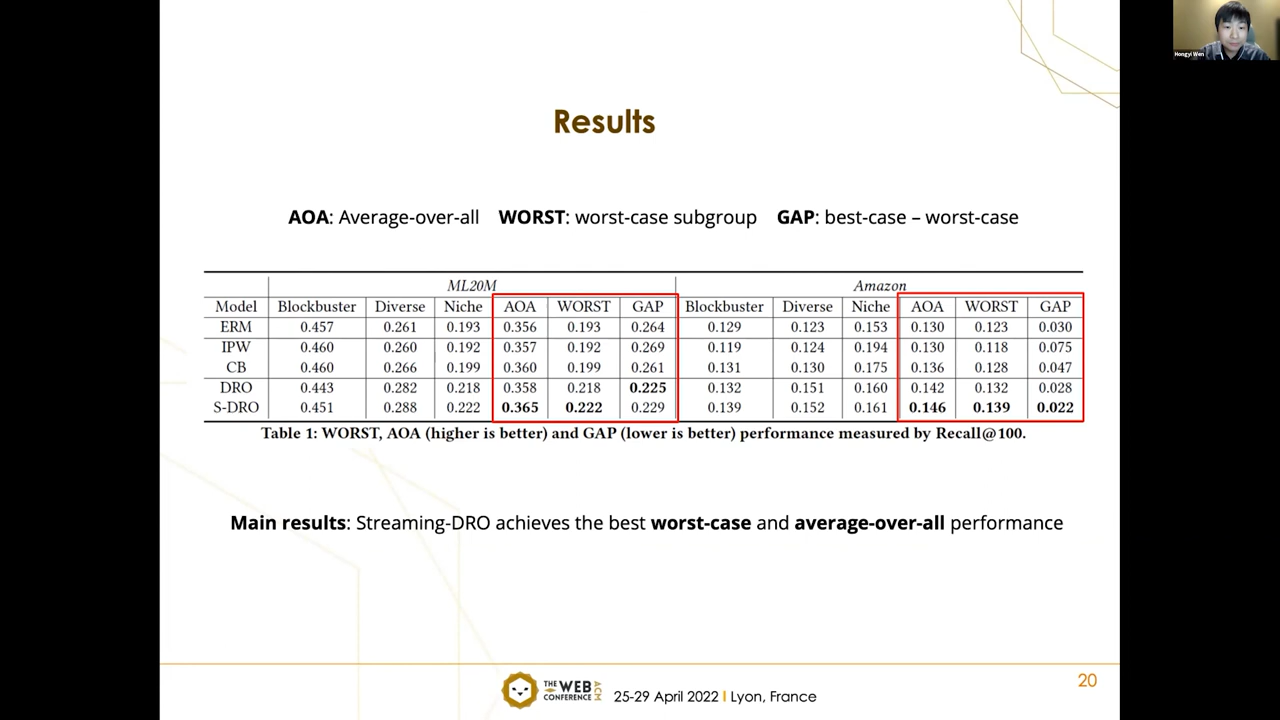 Hongyi Wen
Results
AOA: Average-over-all WORST: worst-case subgroup GAP: best-case – worst-case
ML20M Amazon
Model Blockbuster Diverse Niche AOA WORST GAP Blockbuster Diverse Niche AOA WORST GAP
ERM 0.457 0.261 0.193 0.356 0.193 0.264 0.129 0.123 0.153 0.130 0.123 0.030
IPW 0.460 0.260 0.192 0.357 0.192 0.269 0.119 0.124 0.194 0.130 0.118 0.075
CB 0.460 0.266 0.199 0.360 0.199 0.261 0.131 0.130 0.175 0.136 0.128 0.047
DRO 0.443 0.282 0.218 0.358 0.218 0.225 0.132 0.151 0.160 0.142 0.132 0.028
S-DRO 0.451 0.288 0.222 0.365 0.222 0.229 0.139 0.152 0.161 0.146 0.139 0.022
Table 1: WORST, AOA (higher is better) and GAP (lower is better) performance measured by Recall@100.
Main results: Streaming-DRO achieves the best worst-case and average-over-all performance
20
THE WEB CONFERENCE ACM
25-29 April 2022 I Lyon, France